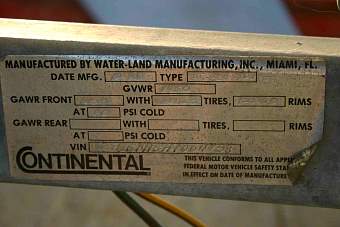 MANUFACTURED BY WATER-LAND MANUFACTURING, INC., MIAMI, FL.
DATE MFG. TYPE
GVWR
GAWR FRONT WITH TIRES, RIMS
AT PSI COLD
GAWR REAR WITH TIRES, RIMS
AT PSI COLD
VIN
CONTINENTAL
THIS VEHICLE CONFORMS TO ALL
FEDERAL MOTOR VEHICLE SAFETY
IN EFFECT ON DATE OF MANUFACTURE